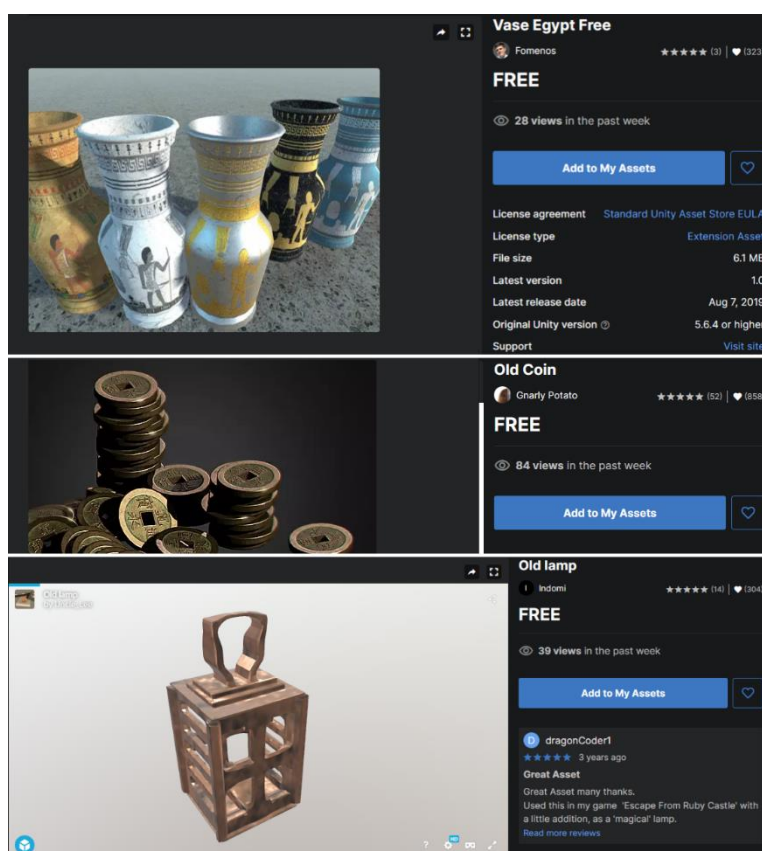 Vase Egypt Free
Fomenos
★★★★★ (3) | ♥ (323
FREE
28 views in the past week
Add to My Assets
License agreement Standard Unity Asset Store EULA
License type Extension Asset
File size 6.1 MB
Latest version 1.0
Latest release date Aug 7, 2019
Original Unity version 5.6.4 or higher
Support Visit site
Old Coin
Gnarly Potato
★★★★★ (52) | ♥ (858
FREE
84 views in the past week
Add to My Assets
Old lamp
Old lamp
I Indomi
★★★★★ (14) | ♥ (304)
FREE
39 views in the past week
Add to My Assets
D dragonCoder1
★★★★★ 3 years ago
Great Asset
Great Asset many thanks.
Used this in my game 'Escape From Ruby Castle' with
a little addition, as a 'magical' lamp.
Read more reviews
? HD